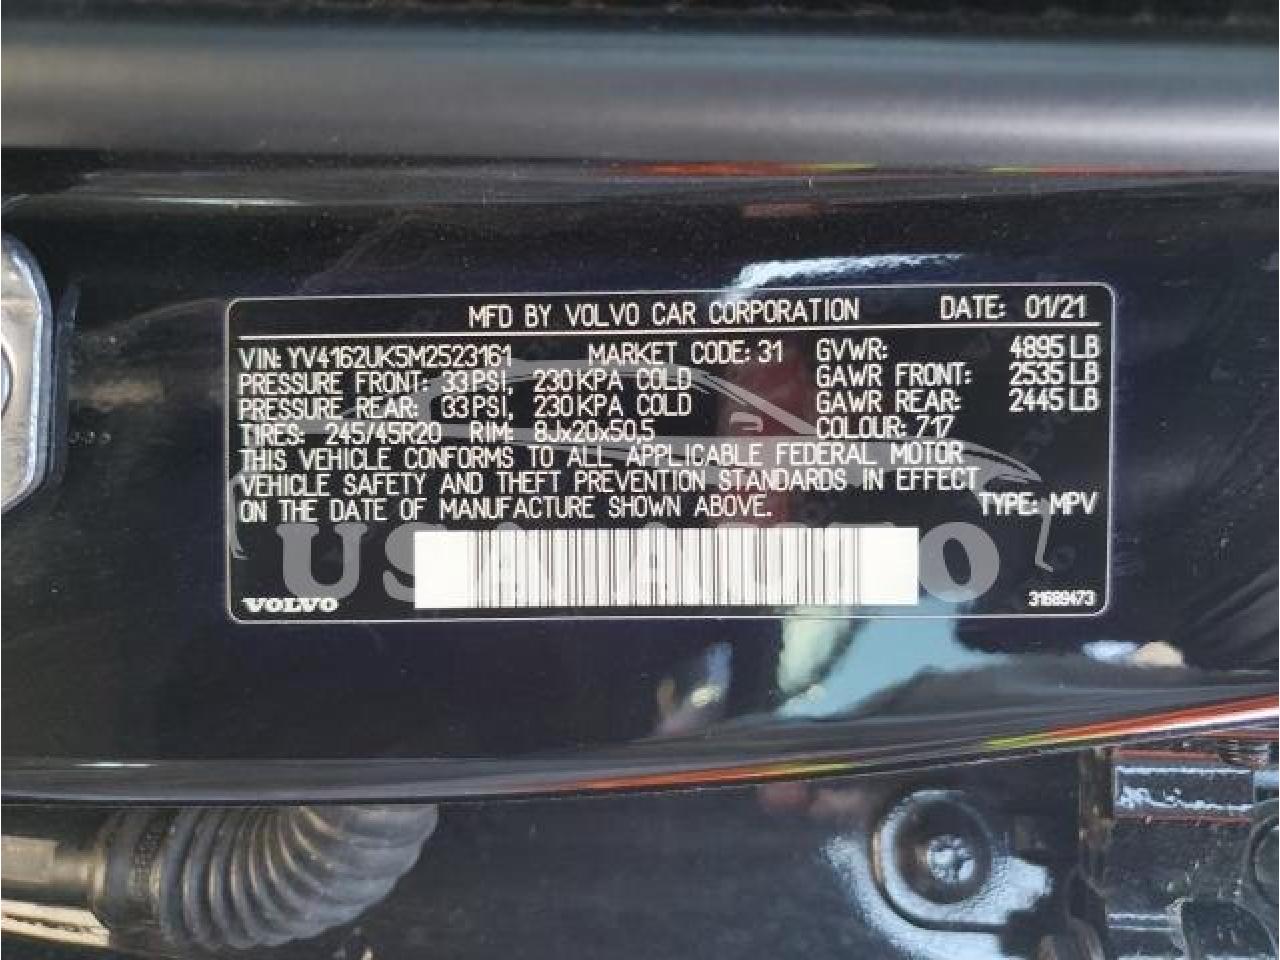 MFD BY VOLVO CAR CORPORATION DATE: 01/21
VIN: YV4162UK5M2523161 MARKET CODE: 31 GVWR: 4895 LB
PRESSURE FRONT: 33 PSI, 230 KPA COLD GAWR FRONT: 2535 LB
PRESSURE REAR: 33 PSI, 230 KPA COLD GAWR REAR: 2445 LB
TIRES: 245/45R20 RIM: 8Jx20x50,5 COLOUR: 717
THIS VEHICLE CONFORMS TO ALL APPLICABLE FEDERAL MOTOR
VEHICLE SAFETY AND THEFT PREVENTION STANDARDS IN EFFECT
ON THE DATE OF MANUFACTURE SHOWN ABOVE. TYPE: MPV
USA AUTO
VOLVO 31689473